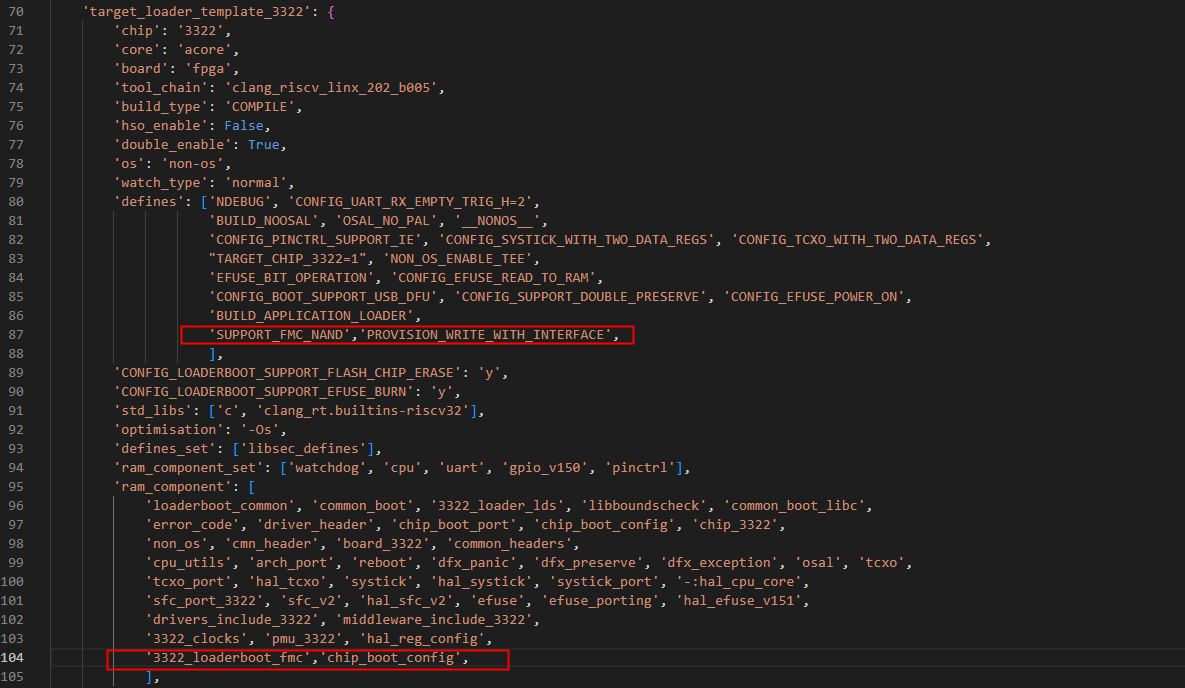 70 'target_loader_template_3322': {
71 'chip': '3322',
72 'core': 'acore',
73 'board': 'fpga',
74 'tool_chain': 'clang_riscv_linx_202_b005',
75 'build_type': 'COMPILE',
76 'hso_enable': False,
77 'double_enable': True,
78 'os': 'non-os',
79 'watch_type': 'normal',
80 'defines': ['NDEBUG', 'CONFIG_UART_RX_EMPTY_TRIG_H=2',
81 'BUILD_NOOSAL', 'OSAL_NO_PAL', '__NONOS__',
82 'CONFIG_PINCTRL_SUPPORT_IE', 'CONFIG_SYSTICK_WITH_TWO_DATA_REGS', 'CONFIG_TCXO_WITH_TWO_DATA_REGS',
83 "TARGET_CHIP_3322=1", 'NON_OS_ENABLE_TEE',
84 'EFUSE_BIT_OPERATION', 'CONFIG_EFUSE_READ_TO_RAM',
85 'CONFIG_BOOT_SUPPORT_USB_DFU', 'CONFIG_SUPPORT_DOUBLE_PRESERVE', 'CONFIG_EFUSE_POWER_ON',
86 'BUILD_APPLICATION_LOADER',
87 'SUPPORT_FMC_NAND','PROVISION_WRITE_WITH_INTERFACE',
88 ],
89 'CONFIG_LOADERBOOT_SUPPORT_FLASH_CHIP_ERASE': 'y',
90 'CONFIG_LOADERBOOT_SUPPORT_EFUSE_BURN': 'y',
91 'std_libs': ['c', 'clang_rt.builtins-riscv32'],
92 'optimisation': '-Os',
93 'defines_set': ['libsec_defines'],
94 'ram_component_set': ['watchdog', 'cpu', 'uart', 'gpio_v150', 'pinctrl'],
95 'ram_component': [
96 'loaderboot_common', 'common_boot', '3322_loader_lds', 'libboundscheck', 'common_boot_libc',
97 'error_code', 'driver_header', 'chip_boot_port', 'chip_boot_config', 'chip_3322',
98 'non_os', 'cmn_header', 'board_3322', 'common_headers',
99 'cpu_utils', 'arch_port', 'reboot', 'dfx_panic', 'dfx_preserve', 'dfx_exception', 'osal', 'tcxo',
100 'tcxo_port', 'hal_tcxo', 'systick', 'hal_systick', 'systick_port', '-:hal_cpu_core',
101 'sfc_port_3322', 'sfc_v2', 'hal_sfc_v2', 'efuse', 'efuse_porting', 'hal_efuse_v151',
102 'drivers_include_3322', 'middleware_include_3322',
103 '3322_clocks', 'pmu_3322', 'hal_reg_config',
104 '3322_loaderboot_fmc','chip_boot_config',
105 ],